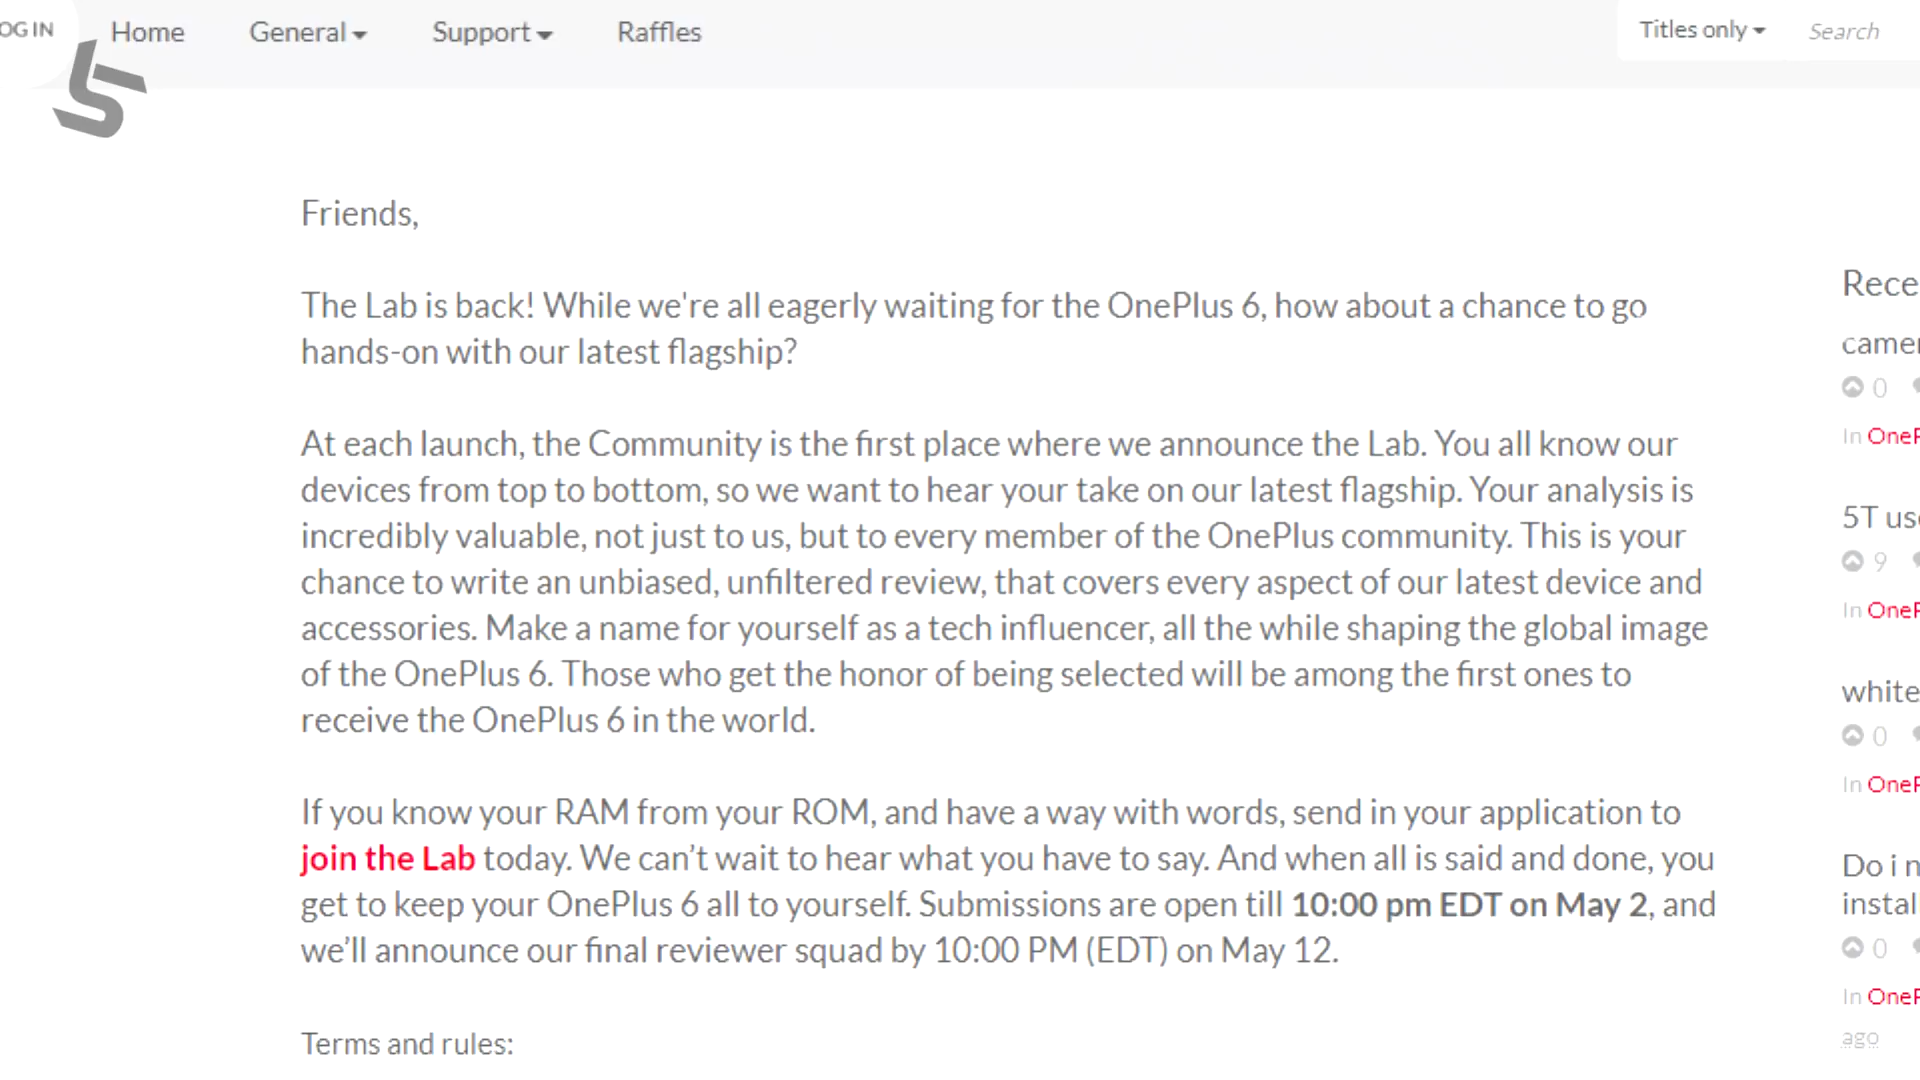 OG IN Home General Support Raffles Titles only Search
Friends,
The Lab is back! While we're all eagerly waiting for the OnePlus 6, how about a chance to go
hands-on with our latest flagship?
At each launch, the Community is the first place where we announce the Lab. You all know our
devices from top to bottom, so we want to hear your take on our latest flagship. Your analysis is
incredibly valuable, not just to us, but to every member of the OnePlus community. This is your
chance to write an unbiased, unfiltered review, that covers every aspect of our latest device and
accessories. Make a name for yourself as a tech influencer, all the while shaping the global image
of the OnePlus 6. Those who get the honor of being selected will be among the first ones to
receive the OnePlus 6 in the world.
If you know your RAM from your ROM, and have a way with words, send in your application to
join the Lab today. We can’t wait to hear what you have to say. And when all is said and done, you
get to keep your OnePlus 6 all to yourself. Submissions are open till 10:00 pm EDT on May 2, and
we’ll announce our final reviewer squad by 10:00 PM (EDT) on May 12.
Terms and rules:
Rece
camer
0
In OneP
5T us
9
In OneP
white
0
In OneP
Do i n
instal
0
In OneP
ago